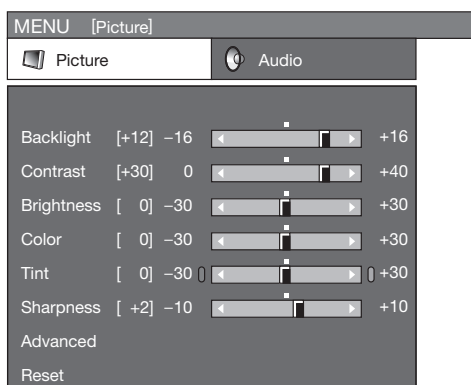 MENU [Picture]
Picture Audio
Backlight [+12] −16 +16
Contrast [+30] 0 +40
Brightness [ 0] −30 +30
Color [ 0] −30 +30
Tint [ 0] −30 +30
Sharpness [ +2] −10 +10
Advanced
Reset